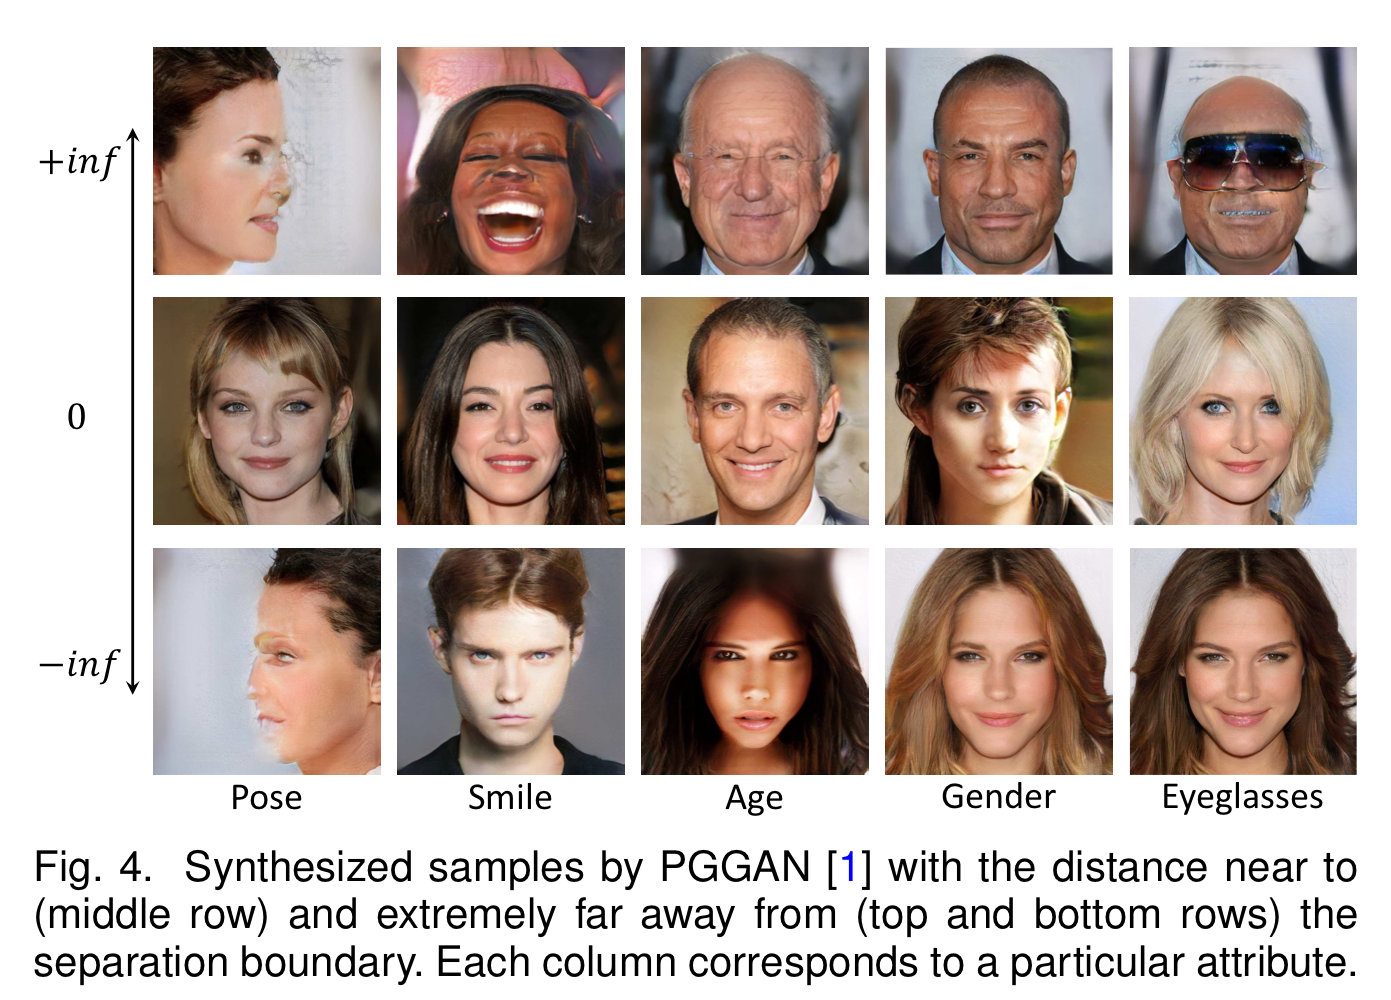 +inf
0
−inf
Pose Smile Age Gender Eyeglasses
Fig. 4. Synthesized samples by PGGAN [1] with the distance near to
(middle row) and extremely far away from (top and bottom rows) the
separation boundary. Each column corresponds to a particular attribute.